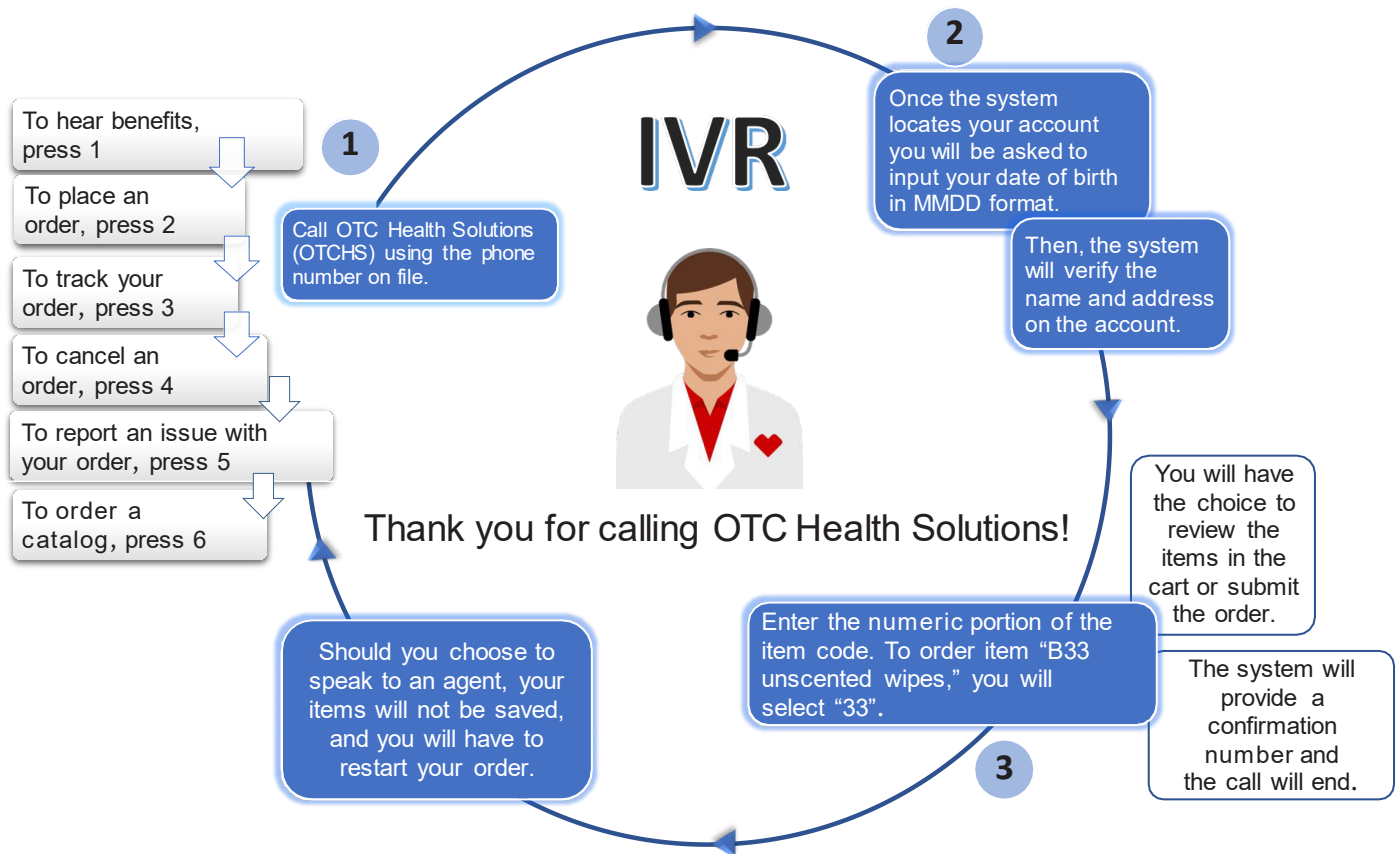 IVR
1
Call OTC Health Solutions
(OTCHS) using the phone
number on file.
To hear benefits,
press 1
To place an
order, press 2
To track your
order, press 3
To cancel an
order, press 4
To report an issue with
your order, press 5
To order a
catalog, press 6
2
Once the system
locates your account
you will be asked to
input your date of birth
in MMDD format.
Then, the system
will verify the
name and address
on the account.
3
Enter the numeric portion of the
item code. To order item “B33
unscented wipes,” you will
select “33”.
You will have
the choice to
review the
items in the
cart or submit
the order.
The system will
provide a
confirmation
number and
the call will end.
Should you choose to
speak to an agent, your
items will not be saved,
and you will have to
restart your order.
Thank you for calling OTC Health Solutions!